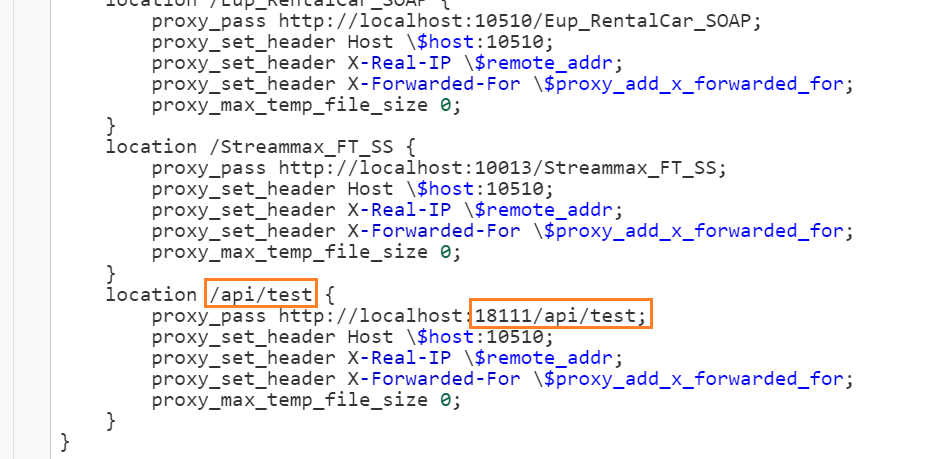 location /Eup_RentalCar_SOAP {
proxy_pass http://localhost:10510/Eup_RentalCar_SOAP;
proxy_set_header Host \$host:10510;
proxy_set_header X-Real-IP \$remote_addr;
proxy_set_header X-Forwarded-For \$proxy_add_x_forwarded_for;
proxy_max_temp_file_size 0;
}
location /Streammax_FT_SS {
proxy_pass http://localhost:10013/Streammax_FT_SS;
proxy_set_header Host \$host:10510;
proxy_set_header X-Real-IP \$remote_addr;
proxy_set_header X-Forwarded-For \$proxy_add_x_forwarded_for;
proxy_max_temp_file_size 0;
}
location /api/test {
proxy_pass http://localhost:18111/api/test;
proxy_set_header Host \$host:10510;
proxy_set_header X-Real-IP \$remote_addr;
proxy_set_header X-Forwarded-For \$proxy_add_x_forwarded_for;
proxy_max_temp_file_size 0;
}
}